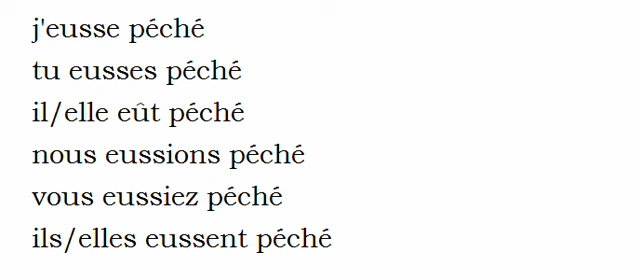 j'eusse péché
tu eusses péché
il/elle eût péché
nous eussions péché
vous eussiez péché
ils/elles eussent péché